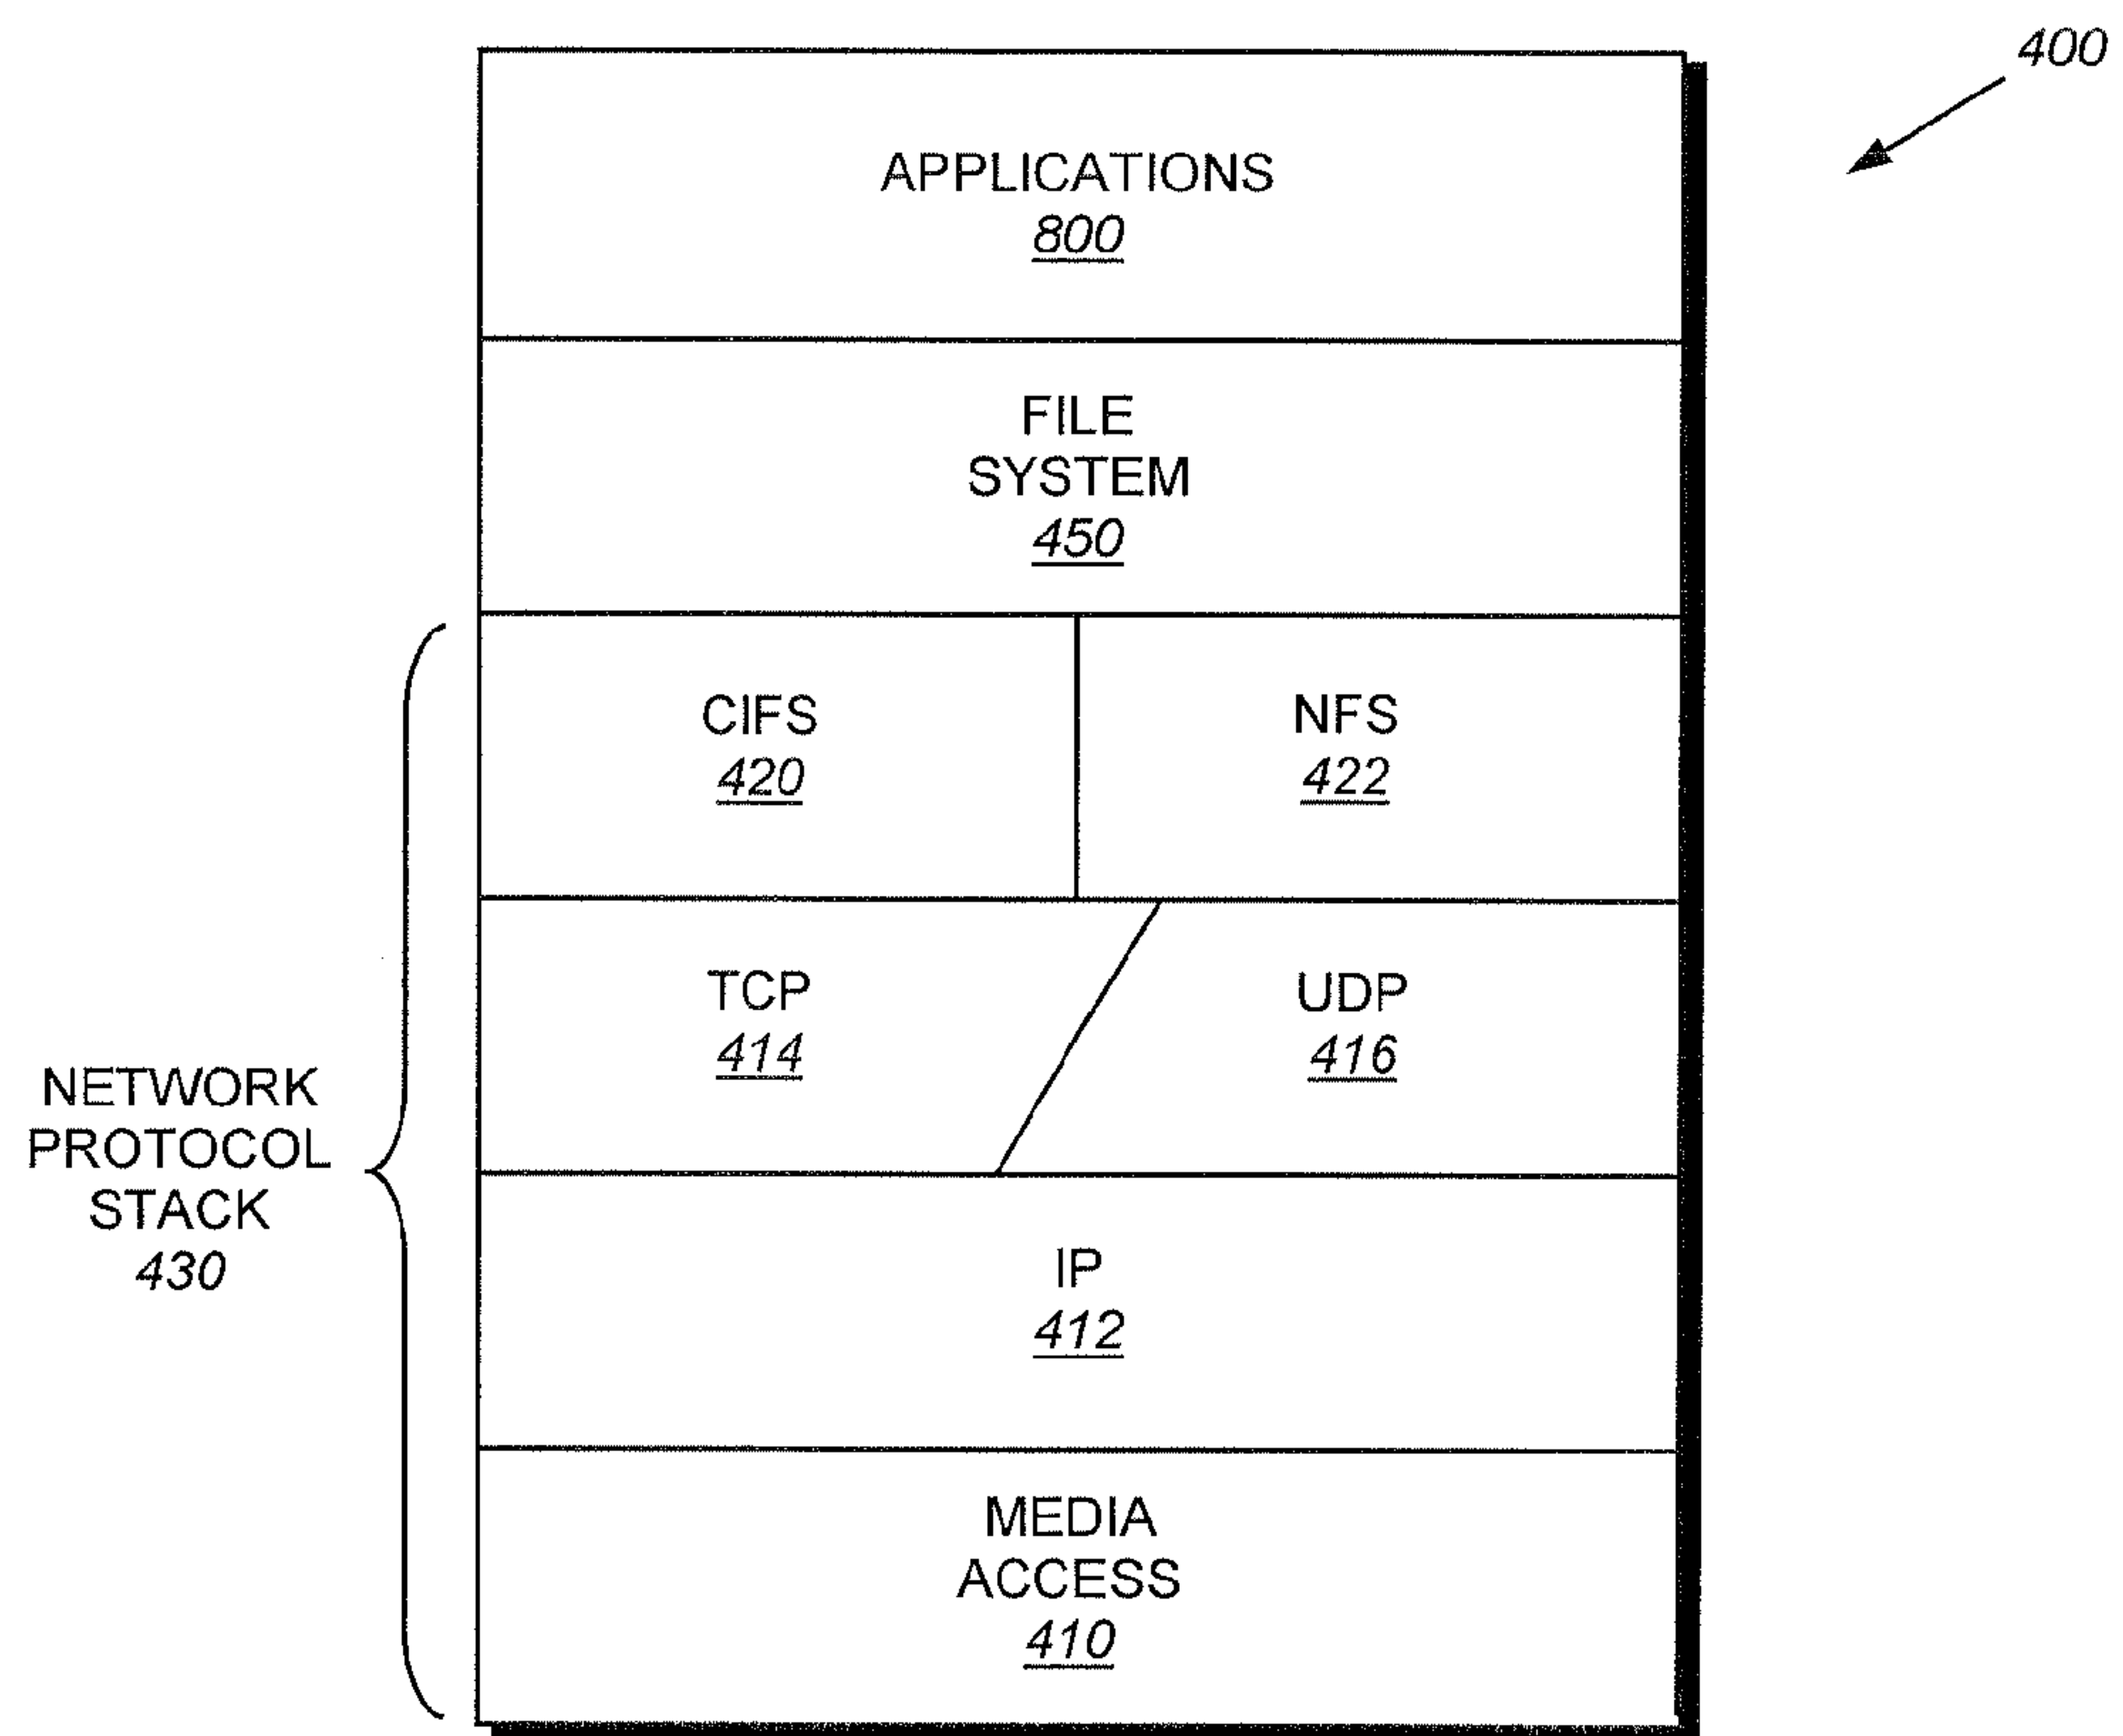 400
APPLICATIONS
800
FILE
SYSTEM
450
CIFS
420
NFS
422
TCP
414
UDP
416
NETWORK
PROTOCOL
STACK
430
IP
412
MEDIA
ACCESS
410